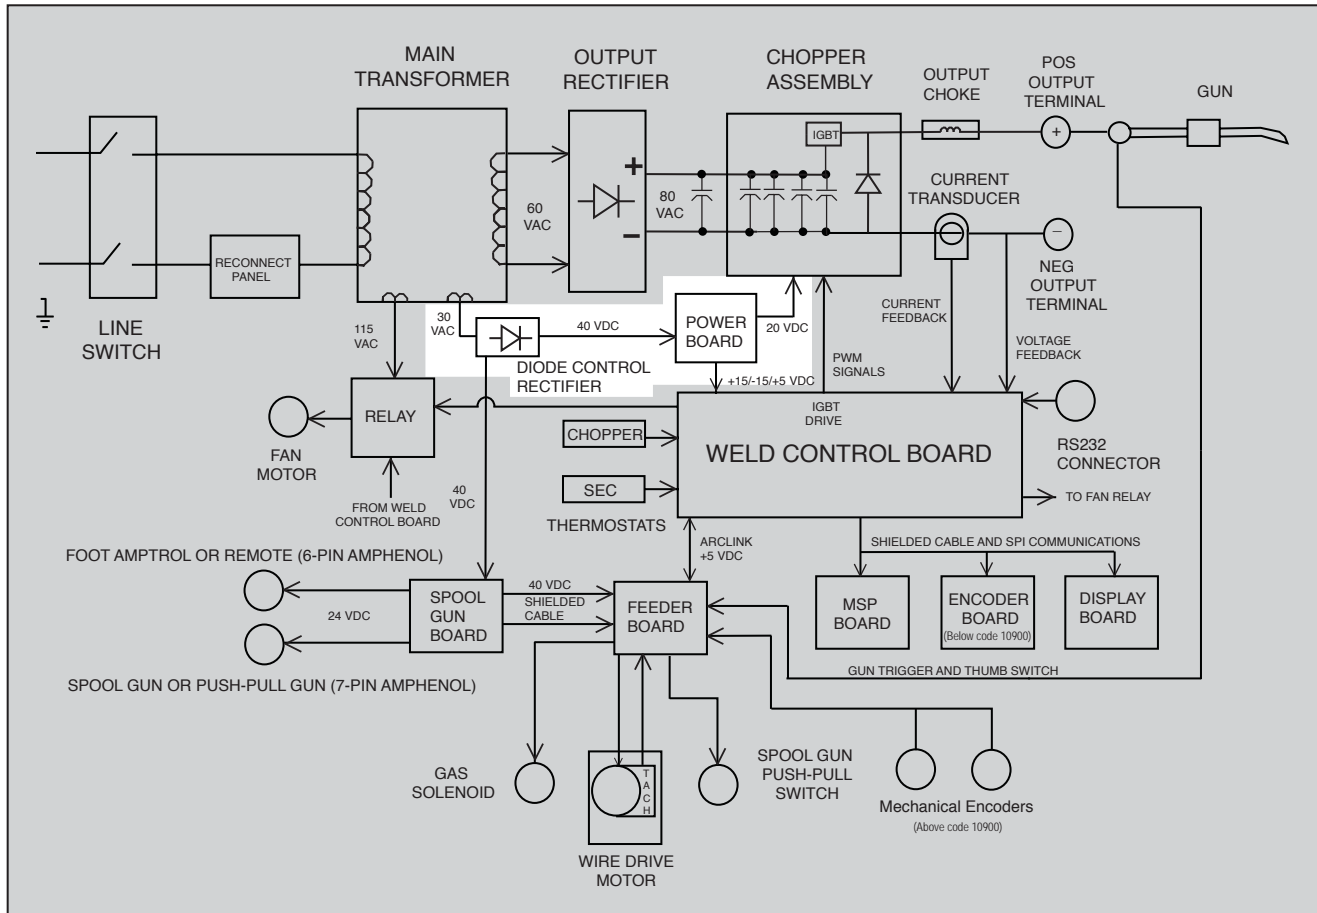 MAIN
TRANSFORMER
OUTPUT
RECTIFIER
CHOPPER
ASSEMBLY
OUTPUT
CHOKE
POS
OUTPUT
TERMINAL
GUN
IGBT
+
+
−
60
VAC
80
VAC
CURRENT
TRANSDUCER
−
NEG
OUTPUT
TERMINAL
RECONNECT
PANEL
LINE
SWITCH
115
VAC
30
VAC
40 VDC
POWER
BOARD
20 VDC
CURRENT
FEEDBACK
VOLTAGE
FEEDBACK
DIODE CONTROL
RECTIFIER
+15/-15/+5 VDC
PWM
SIGNALS
RELAY
FAN
MOTOR
IGBT
DRIVE
WELD CONTROL BOARD
RS232
CONNECTOR
CHOPPER
SEC
THERMOSTATS
TO FAN RELAY
FROM WELD
CONTROL BOARD
40
VDC
ARCLINK
+5 VDC
SHIELDED CABLE AND SPI COMMUNICATIONS
FOOT AMPTROL OR REMOTE (6-PIN AMPHENOL)
24 VDC
SPOOL
GUN
BOARD
40 VDC
SHIELDED
CABLE
FEEDER
BOARD
MSP
BOARD
ENCODER
BOARD
(Below code 10900)
DISPLAY
BOARD
SPOOL GUN OR PUSH-PULL GUN (7-PIN AMPHENOL)
GUN TRIGGER AND THUMB SWITCH
GAS
SOLENOID
TACH
WIRE DRIVE
MOTOR
SPOOL GUN
PUSH-PULL
SWITCH
Mechanical Encoders
(Above code 10900)